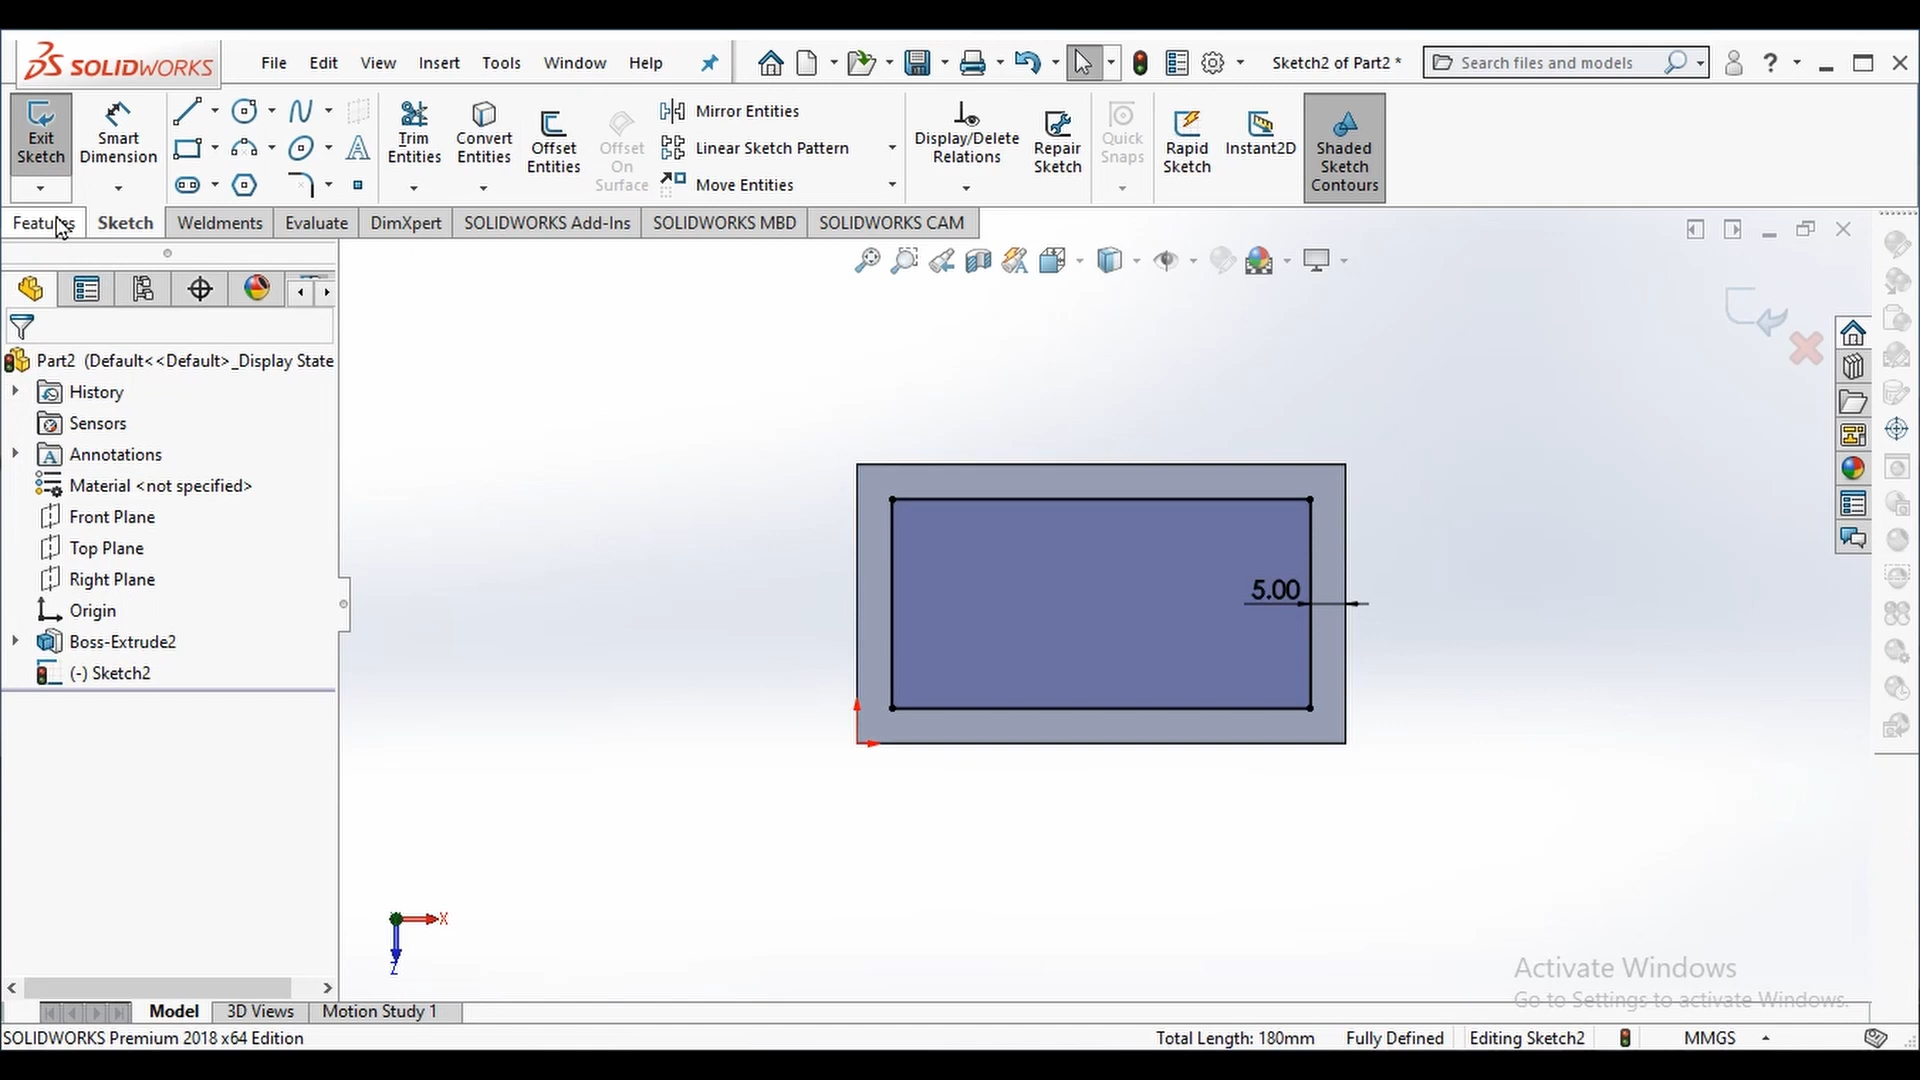 SOLIDWORKS
File Edit View Insert Tools Window Help
Sketch2 of Part2 *
Search files and models
Exit Sketch
Smart Dimension
Trim Entities
Convert Entities
Offset Entities
Offset On Surface
Mirror Entities
Linear Sketch Pattern
Move Entities
Display/Delete Relations
Repair Sketch
Quick Snaps
Rapid Sketch
Instant2D
Shaded Sketch Contours
Features Sketch Weldments Evaluate DimXpert SOLIDWORKS Add-Ins SOLIDWORKS MBD SOLIDWORKS CAM
Part2 (Default<<Default>_Display State
History
Sensors
Annotations
Material <not specified>
Front Plane
Top Plane
Right Plane
Origin
Boss-Extrude2
(-) Sketch2
5.00
X
Z
Activate Windows
Go to Settings to activate Windows.
Model 3D Views Motion Study 1
SOLIDWORKS Premium 2018 x64 Edition
Total Length: 180mm Fully Defined Editing Sketch2 MMGS